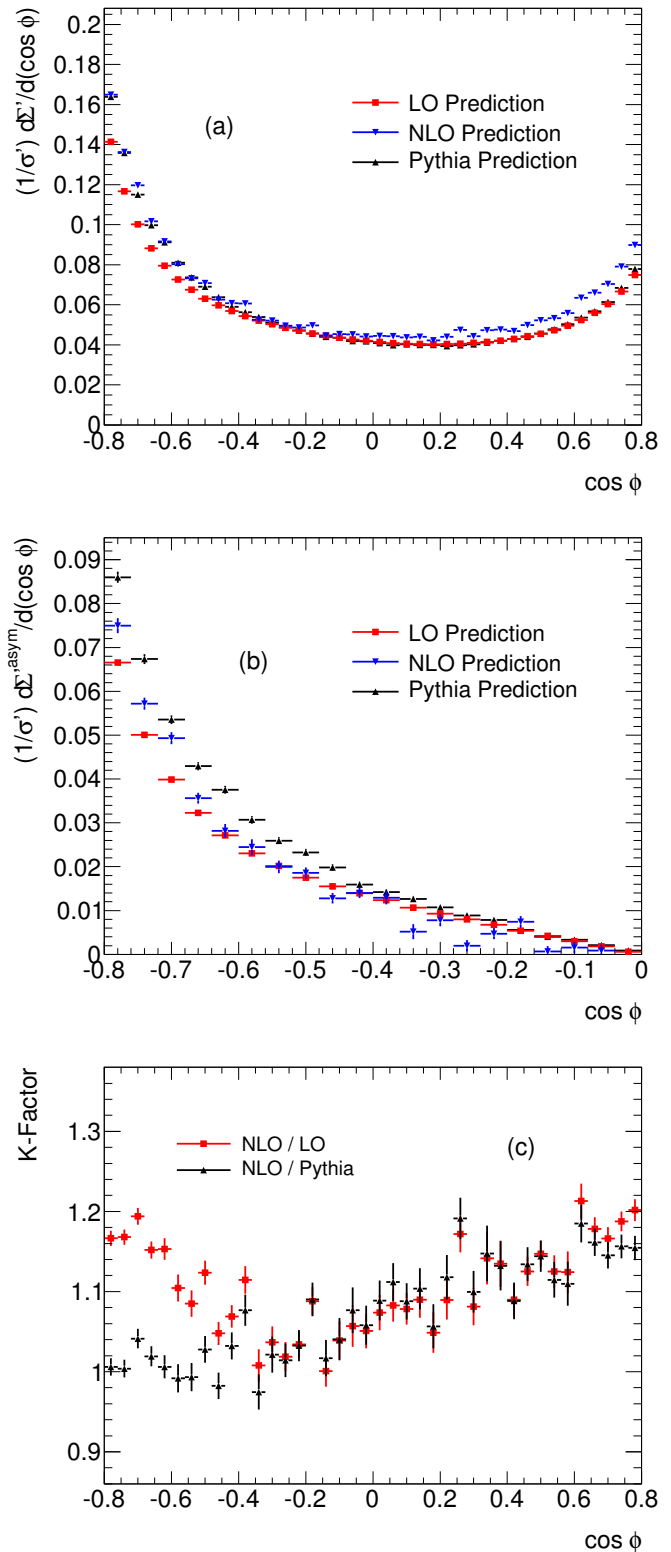 (1/σ') dΣ'/d(cos ϕ)
0.2
0.18
0.16
0.14
0.12
0.1
0.08
0.06
0.04
0.02
0
(a)
LO Prediction
NLO Prediction
Pythia Prediction
-0.8 -0.6 -0.4 -0.2 0 0.2 0.4 0.6 0.8
cos ϕ
(1/σ') dΣ'^asym/d(cos ϕ)
0.09
0.08
0.07
0.06
0.05
0.04
0.03
0.02
0.01
0
(b)
LO Prediction
NLO Prediction
Pythia Prediction
-0.8 -0.7 -0.6 -0.5 -0.4 -0.3 -0.2 -0.1 0
cos ϕ
K-Factor
1.3
1.2
1.1
1
0.9
NLO / LO
NLO / Pythia
(c)
-0.8 -0.6 -0.4 -0.2 0 0.2 0.4 0.6 0.8
cos ϕ